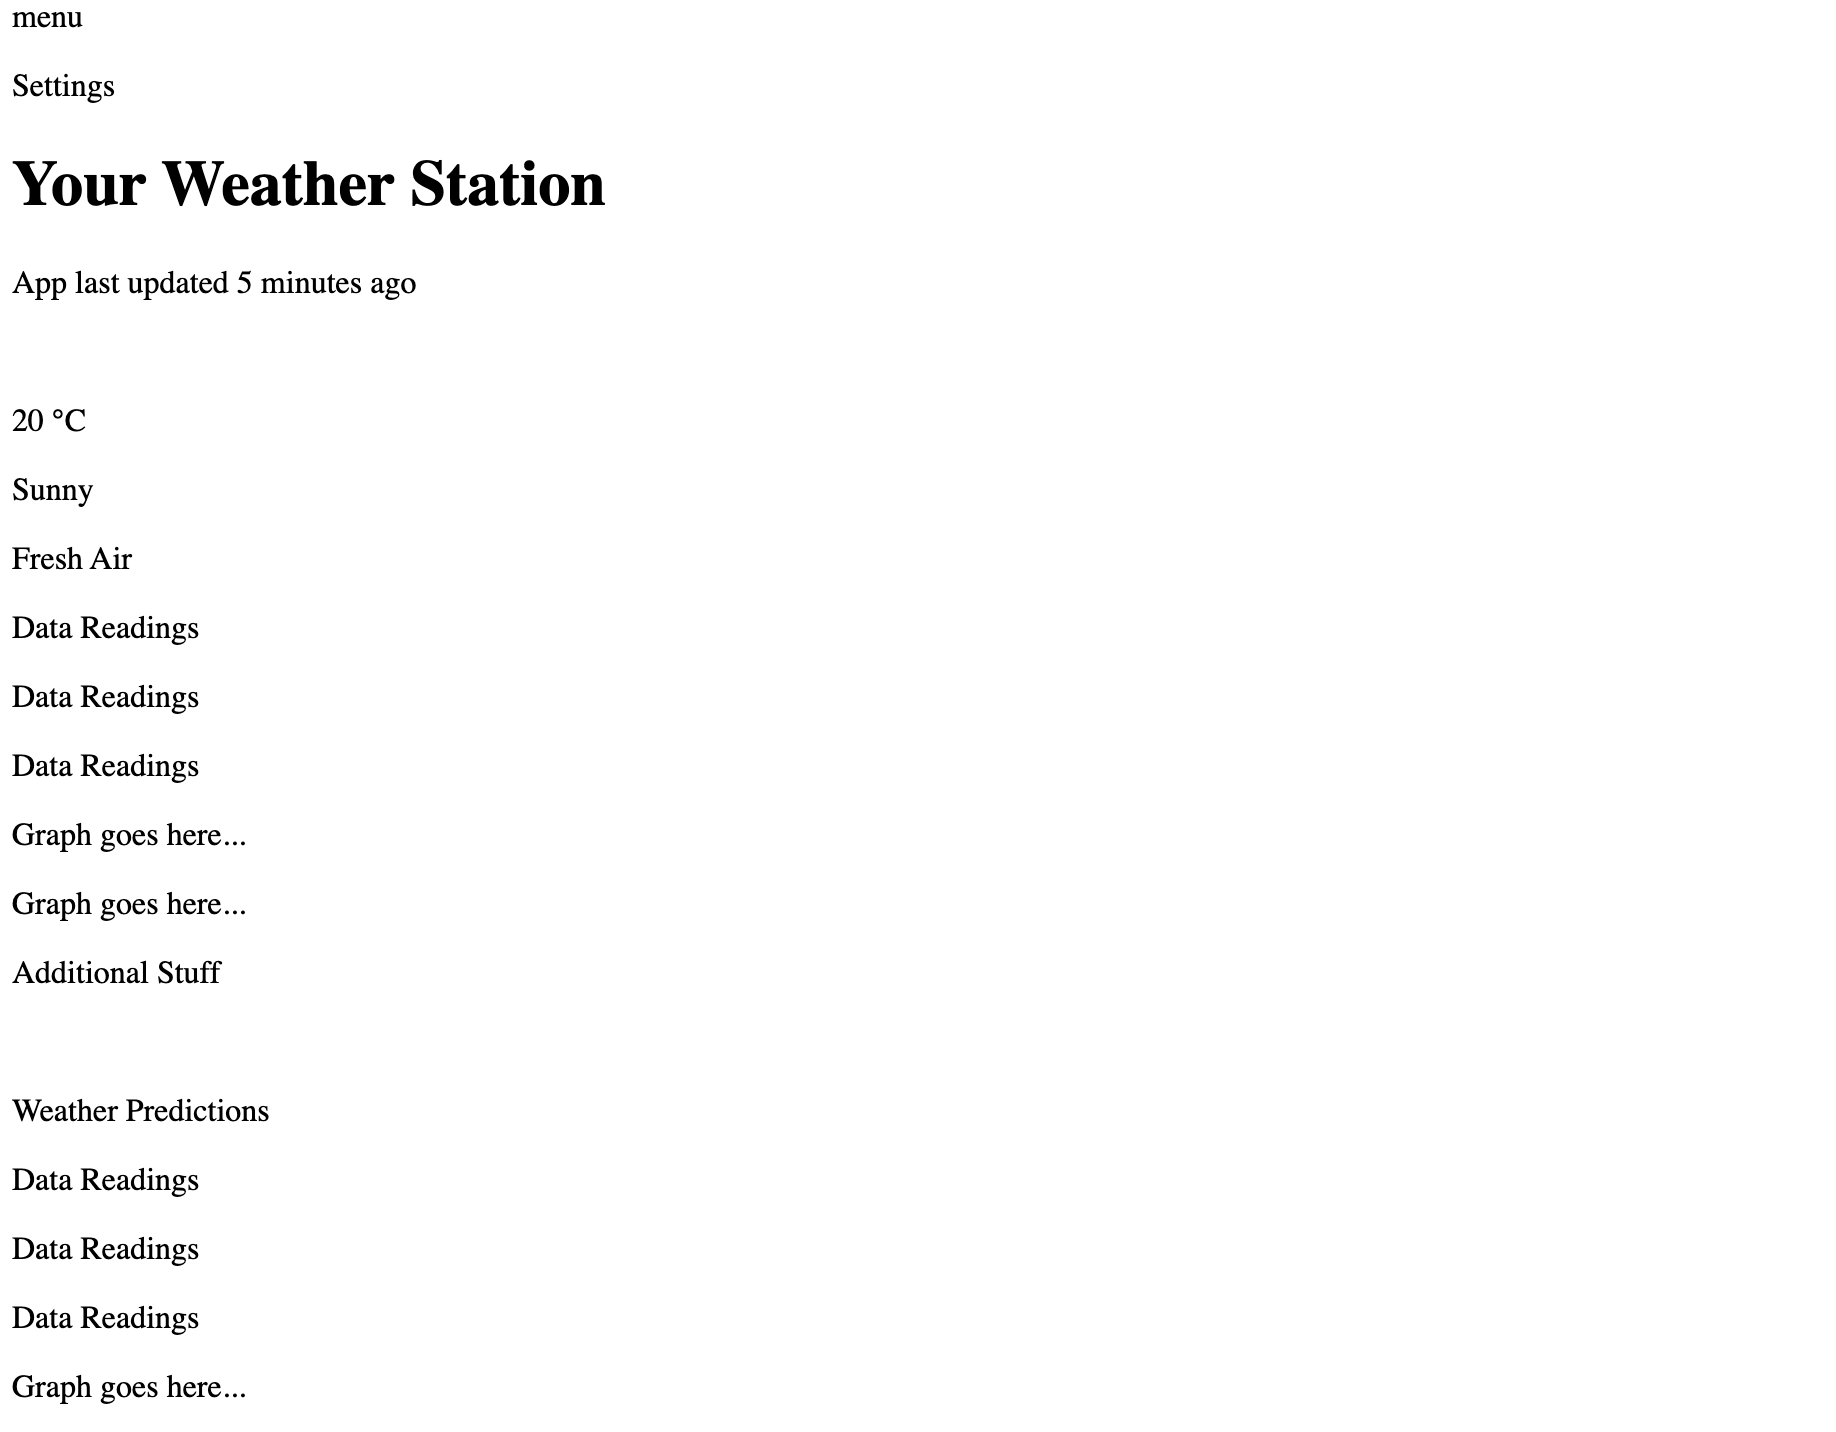 menu
Settings
Your Weather Station
App last updated 5 minutes ago
20 °C
Sunny
Fresh Air
Data Readings
Data Readings
Data Readings
Graph goes here...
Graph goes here...
Additional Stuff
Weather Predictions
Data Readings
Data Readings
Data Readings
Graph goes here...